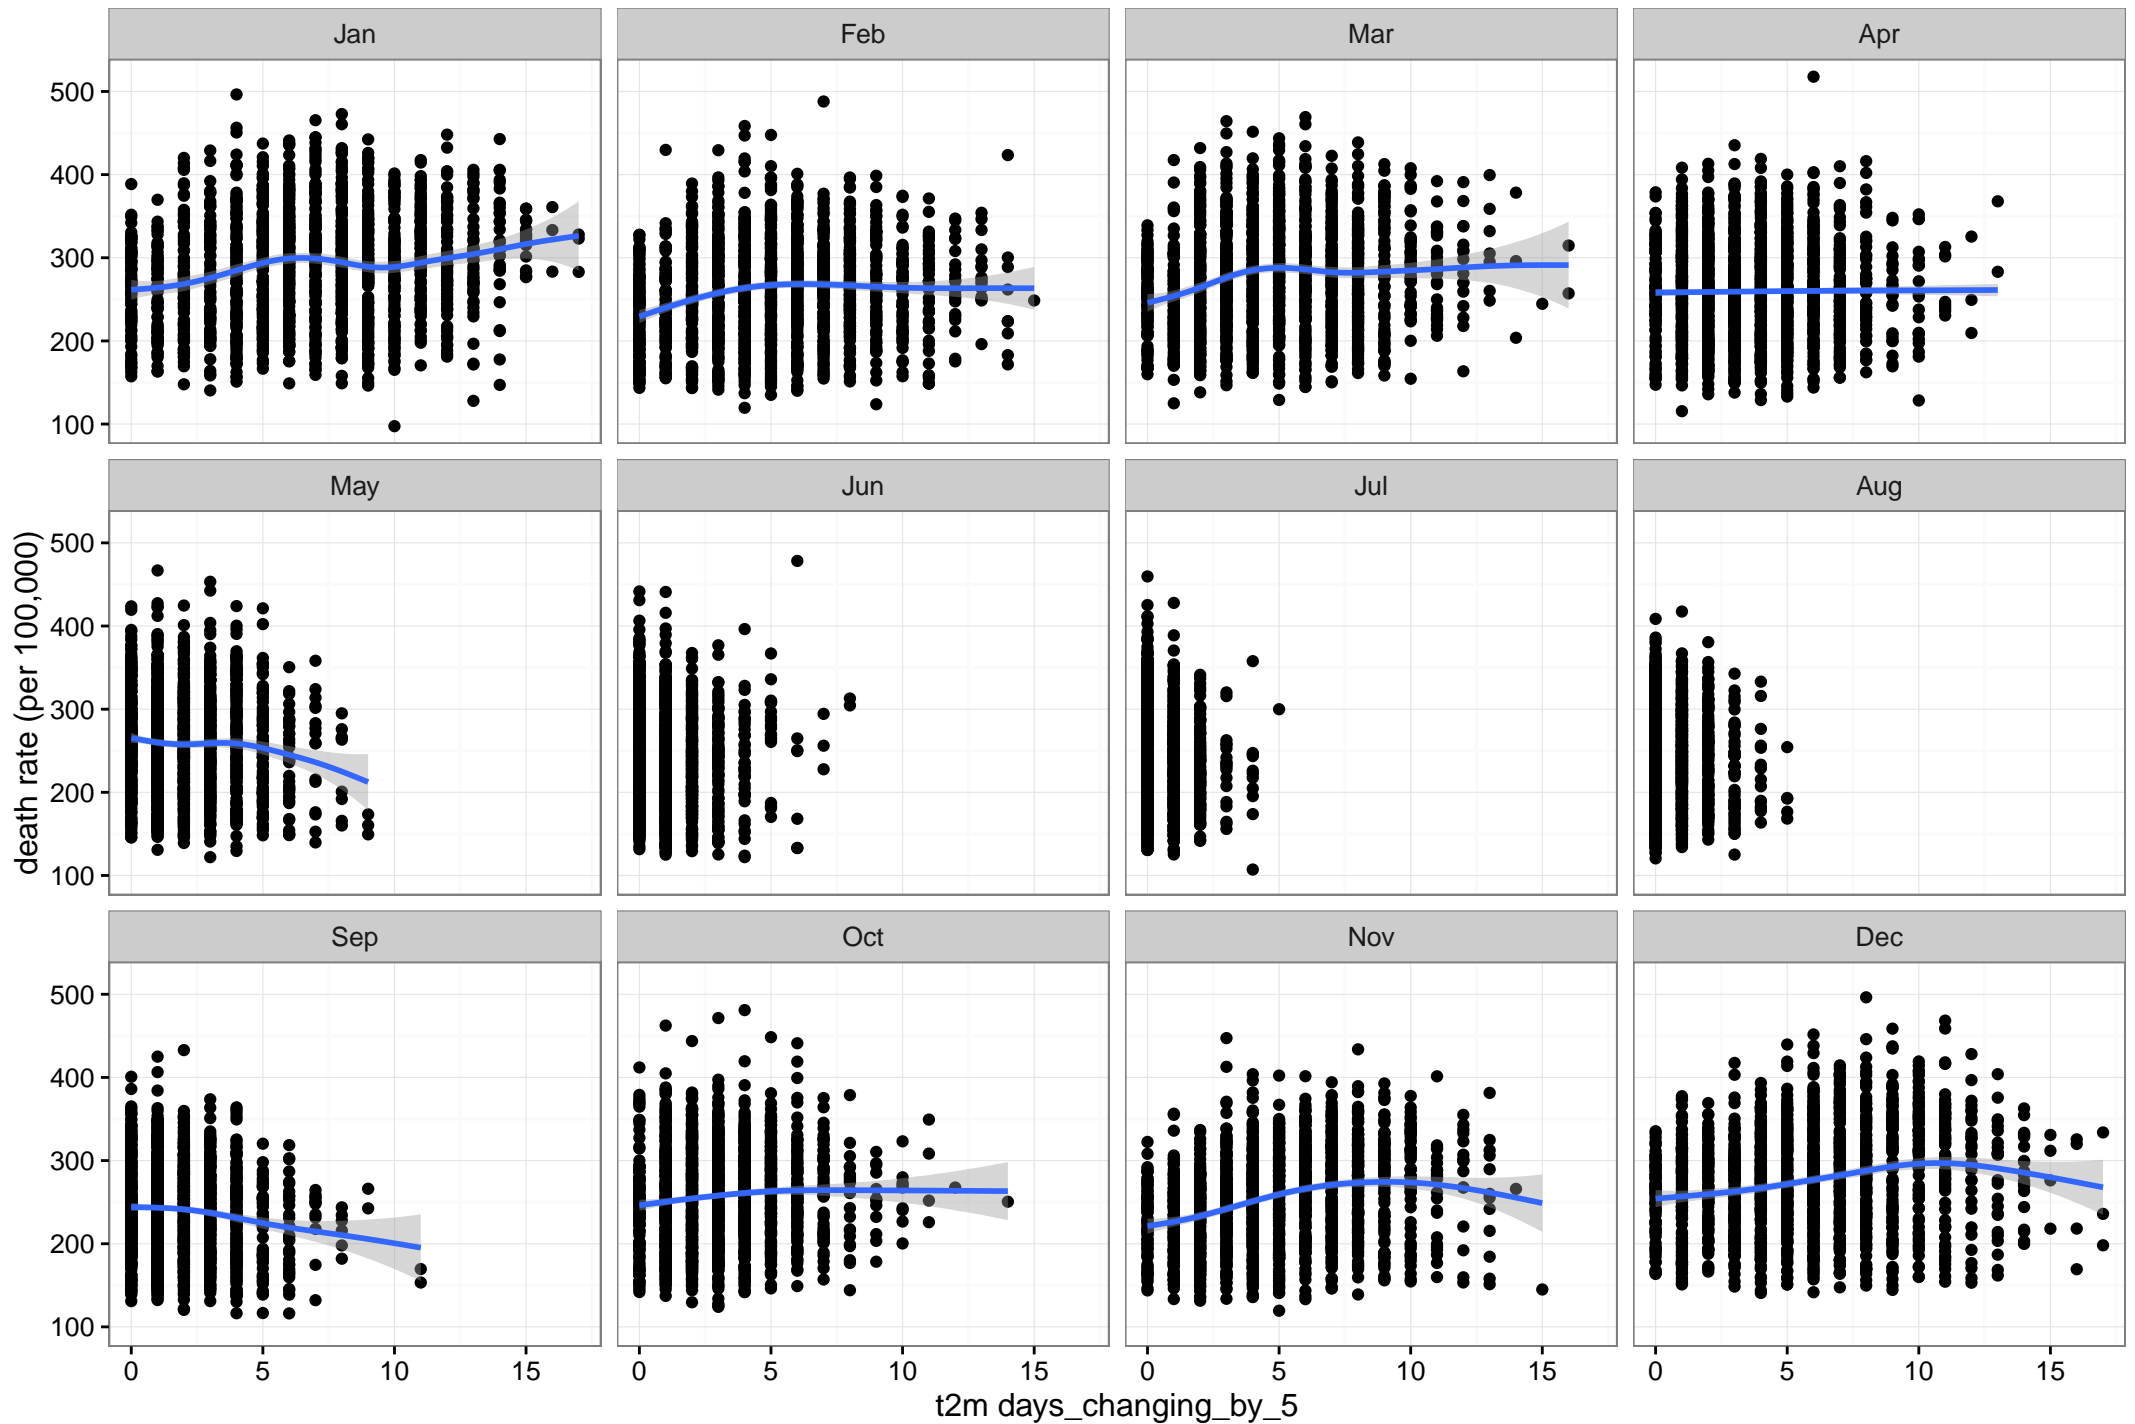 Jan Feb Mar Apr
500
400
300
200
100
May Jun Jul Aug
500
400
300
200
100
death rate (per 100,000)
Sep Oct Nov Dec
500
400
300
200
100
0 5 10 15 0 5 10 15 0 5 10 15 0 5 10 15
t2m days_changing_by_5